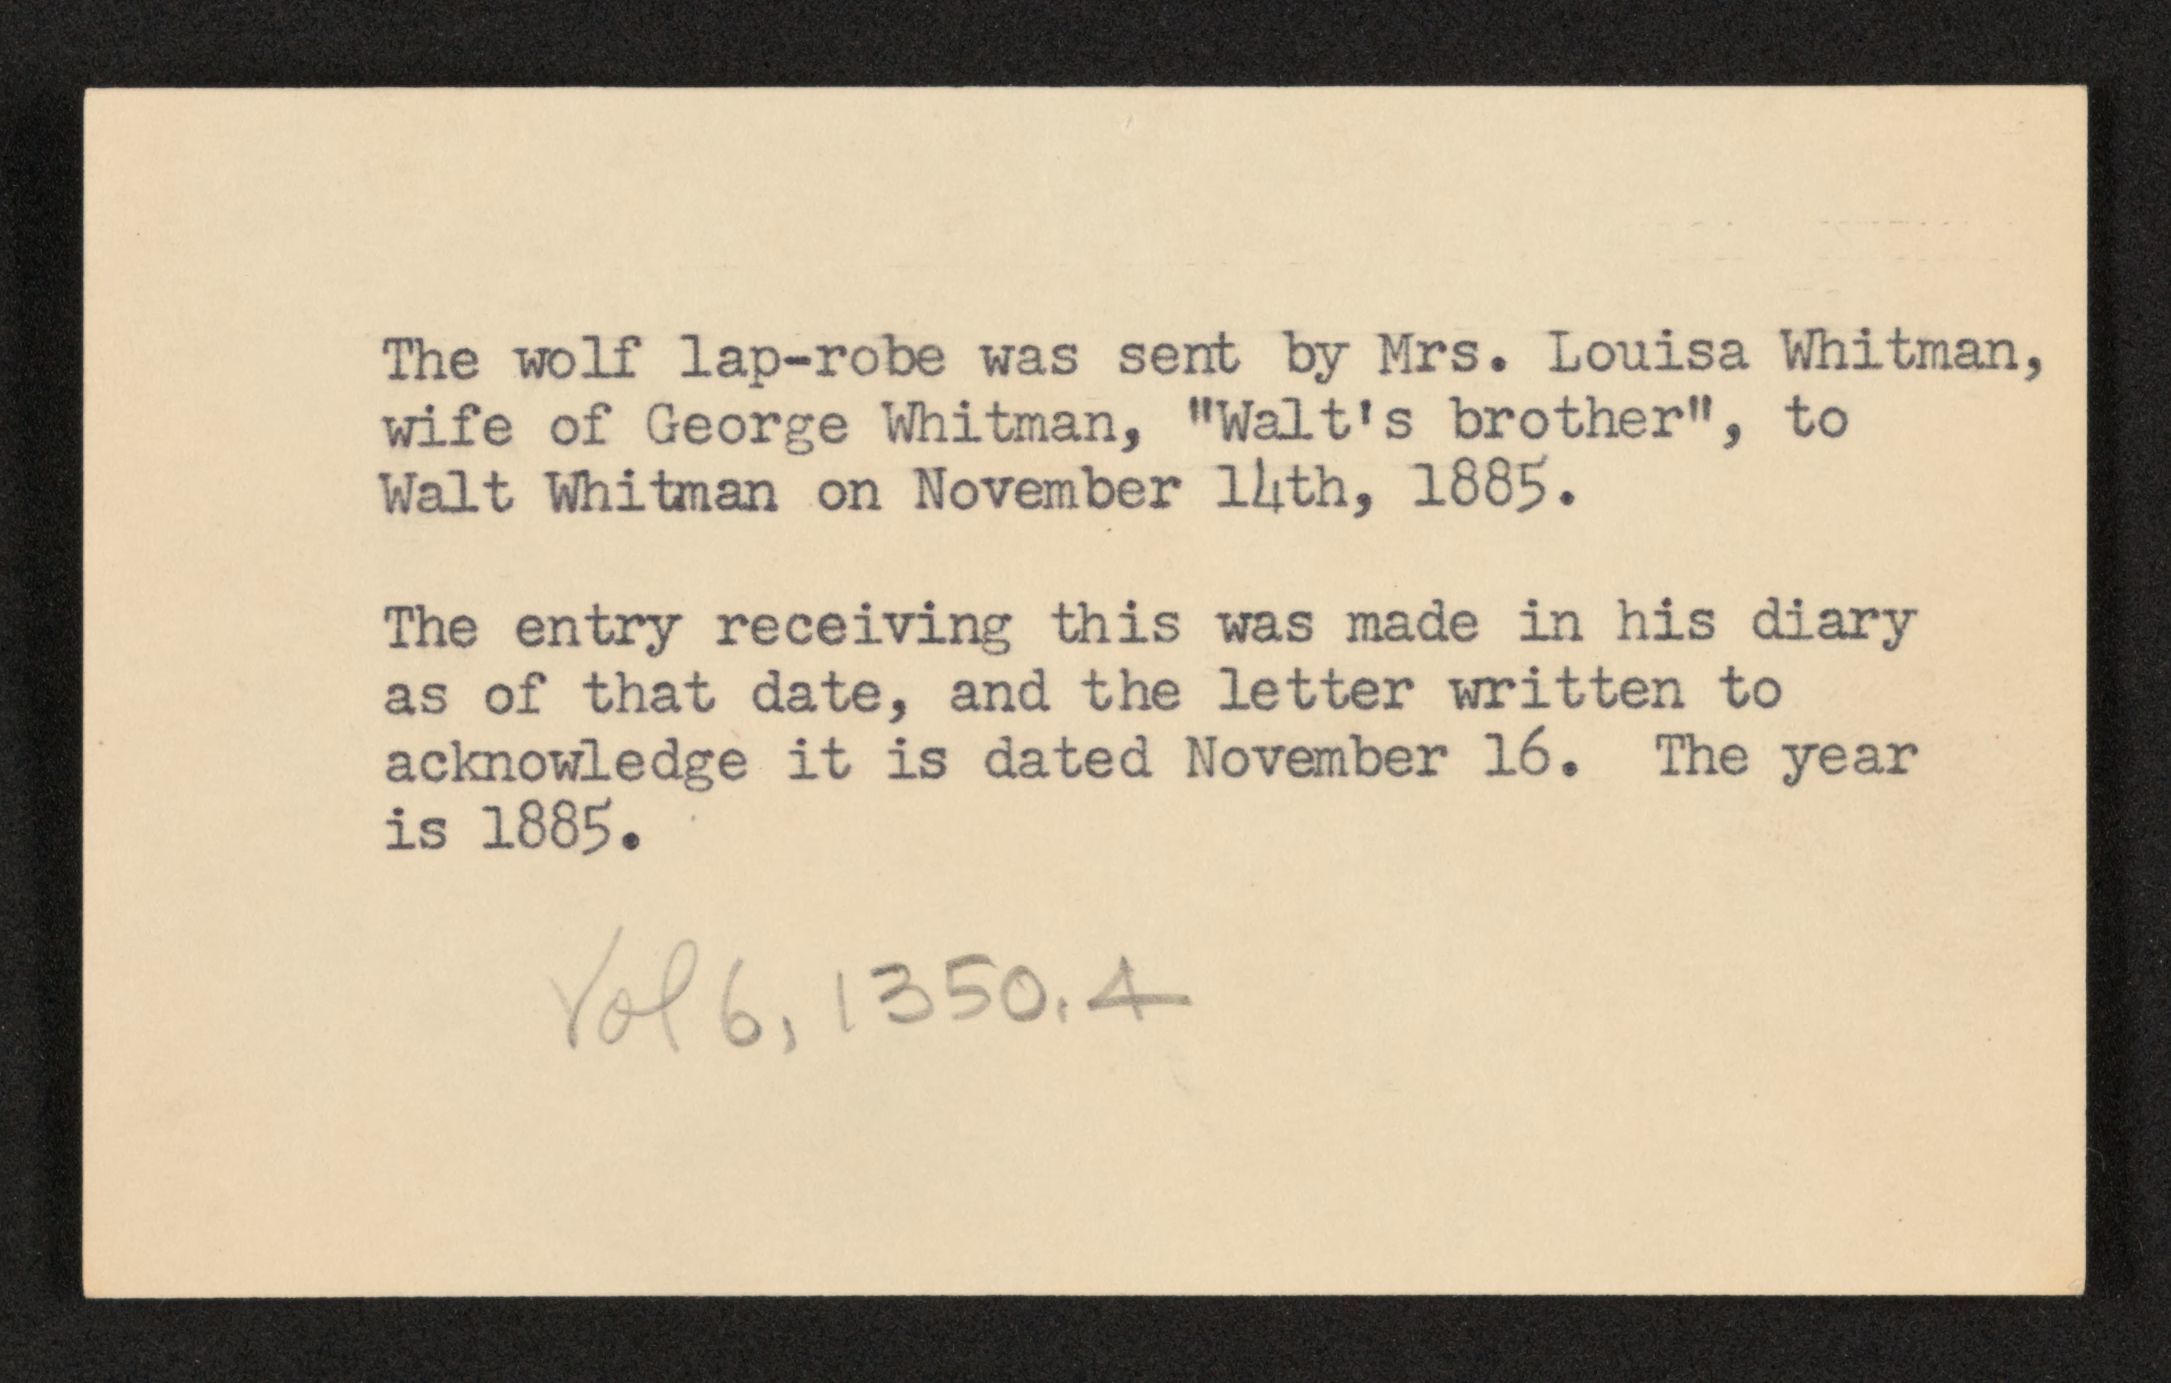 The wolf lap-robe was sent by Mrs. Louisa Whitman,
wife of George Whitman, "Walt's brother", to
Walt Whitman on November 14th, 1885.
The entry receiving this was made in his diary
as of that date, and the letter written to
acknowledge it is dated November 16.  The year
is 1885.
Vol 6, 1350.4